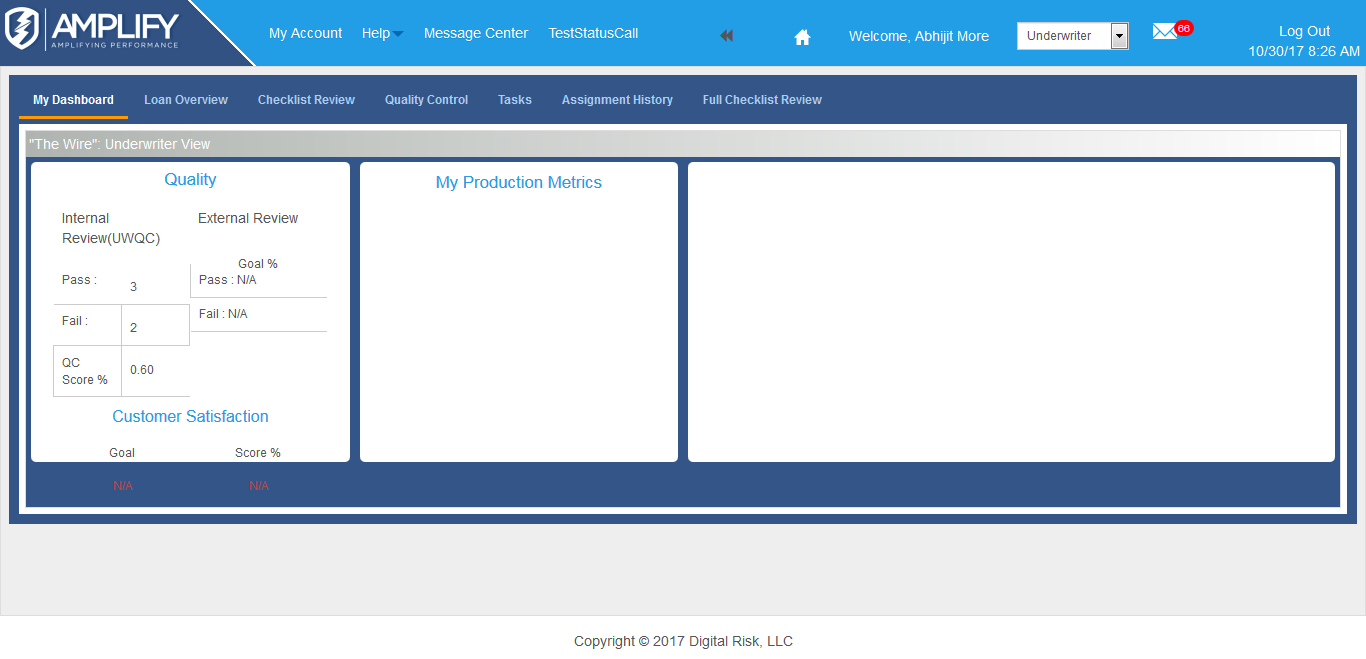 AMPLIFY
AMPLIFYING PERFORMANCE
My Account Help Message Center TestStatusCall Welcome, Abhijit More Underwriter 66 Log Out
10/30/17 8:26 AM
My Dashboard Loan Overview Checklist Review Quality Control Tasks Assignment History Full Checklist Review
"The Wire": Underwriter View
Quality
Internal
Review(UWQC)
External Review
Goal %
Pass : 3
Pass : N/A
Fail : 2
Fail : N/A
QC
Score % 0.60
Customer Satisfaction
Goal Score %
N/A N/A
My Production Metrics
Copyright © 2017 Digital Risk, LLC